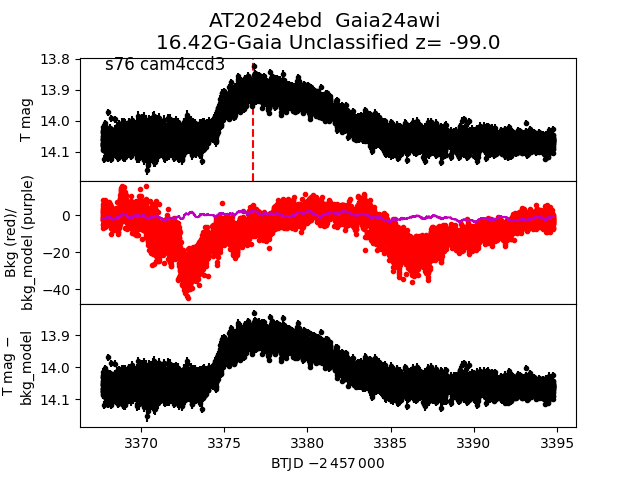 AT2024ebd  Gaia24awi
16.42G-Gaia Unclassified z= -99.0
s76 cam4ccd3
T mag
13.8
13.9
14.0
14.1
Bkg (red)/
bkg_model (purple)
0
−20
−40
T mag −
bkg_model
13.9
14.0
14.1
3370 3375 3380 3385 3390 3395
BTJD −2 457 000